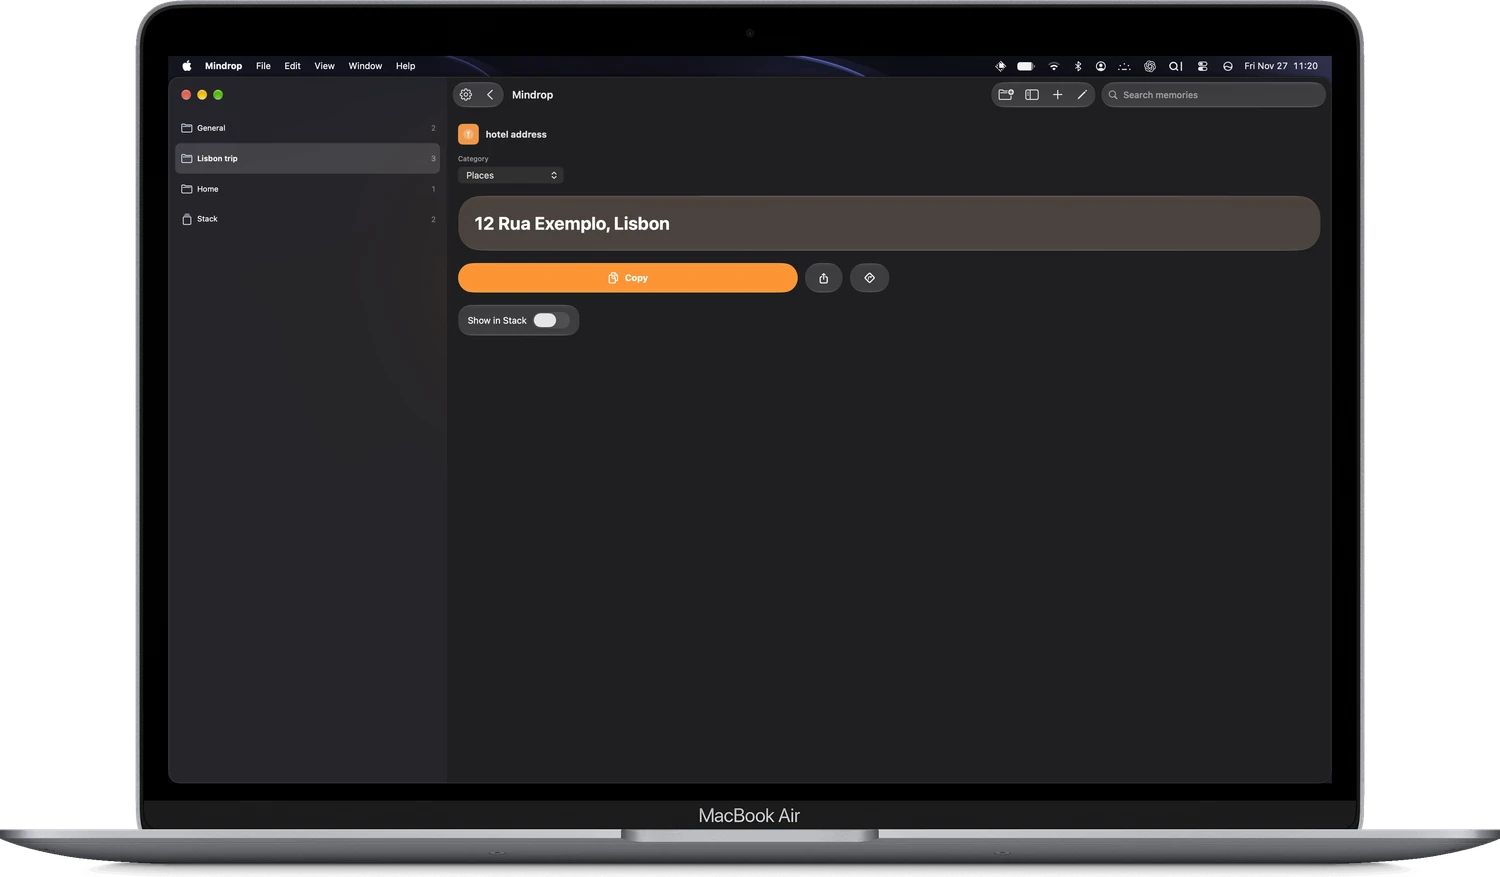 Mindrop File Edit View Window Help Fri Nov 27 11:20
Mindrop
Search memories
General 2
Lisbon trip 3
Home 1
Stack 2
hotel address
Category
Places
12 Rua Exemplo, Lisbon
Copy
Show in Stack
MacBook Air